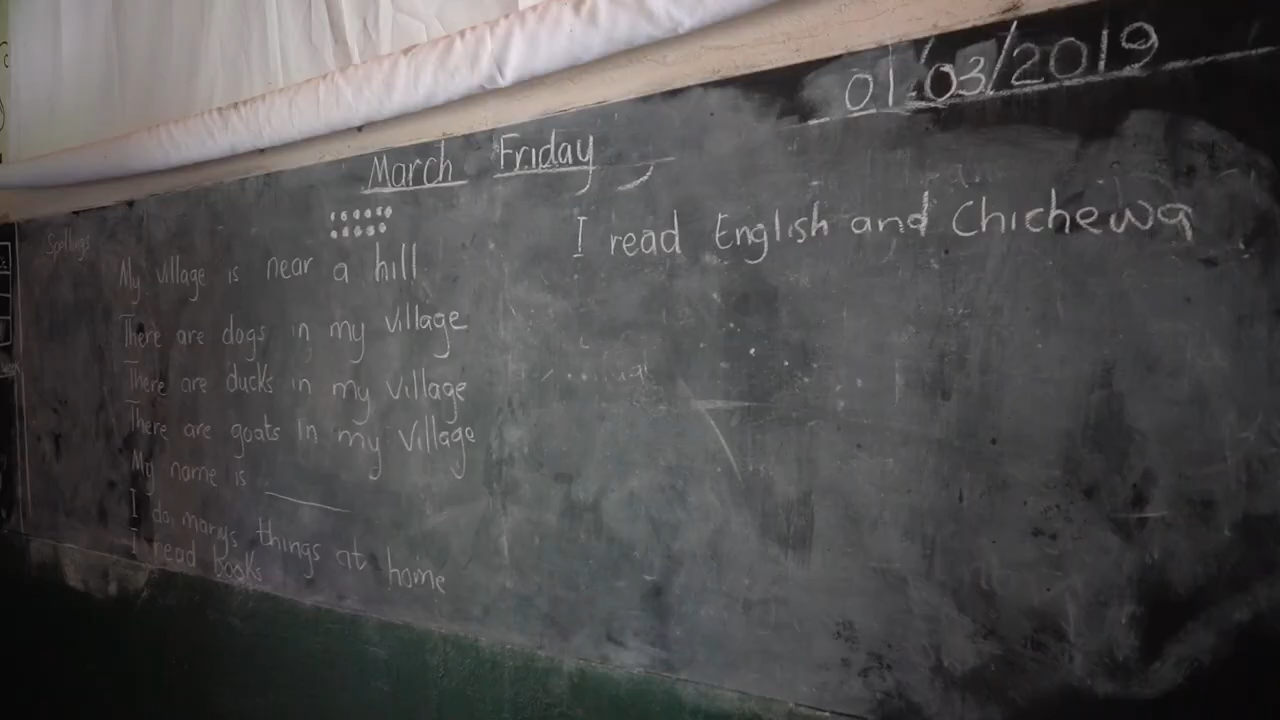 01/03/2019
March Friday
Spellings
My village is near a hill
There are dogs in my village
There are ducks in my village
There are goats in my village
My name is
I do manys things at home
I read books
I read English and Chichewa